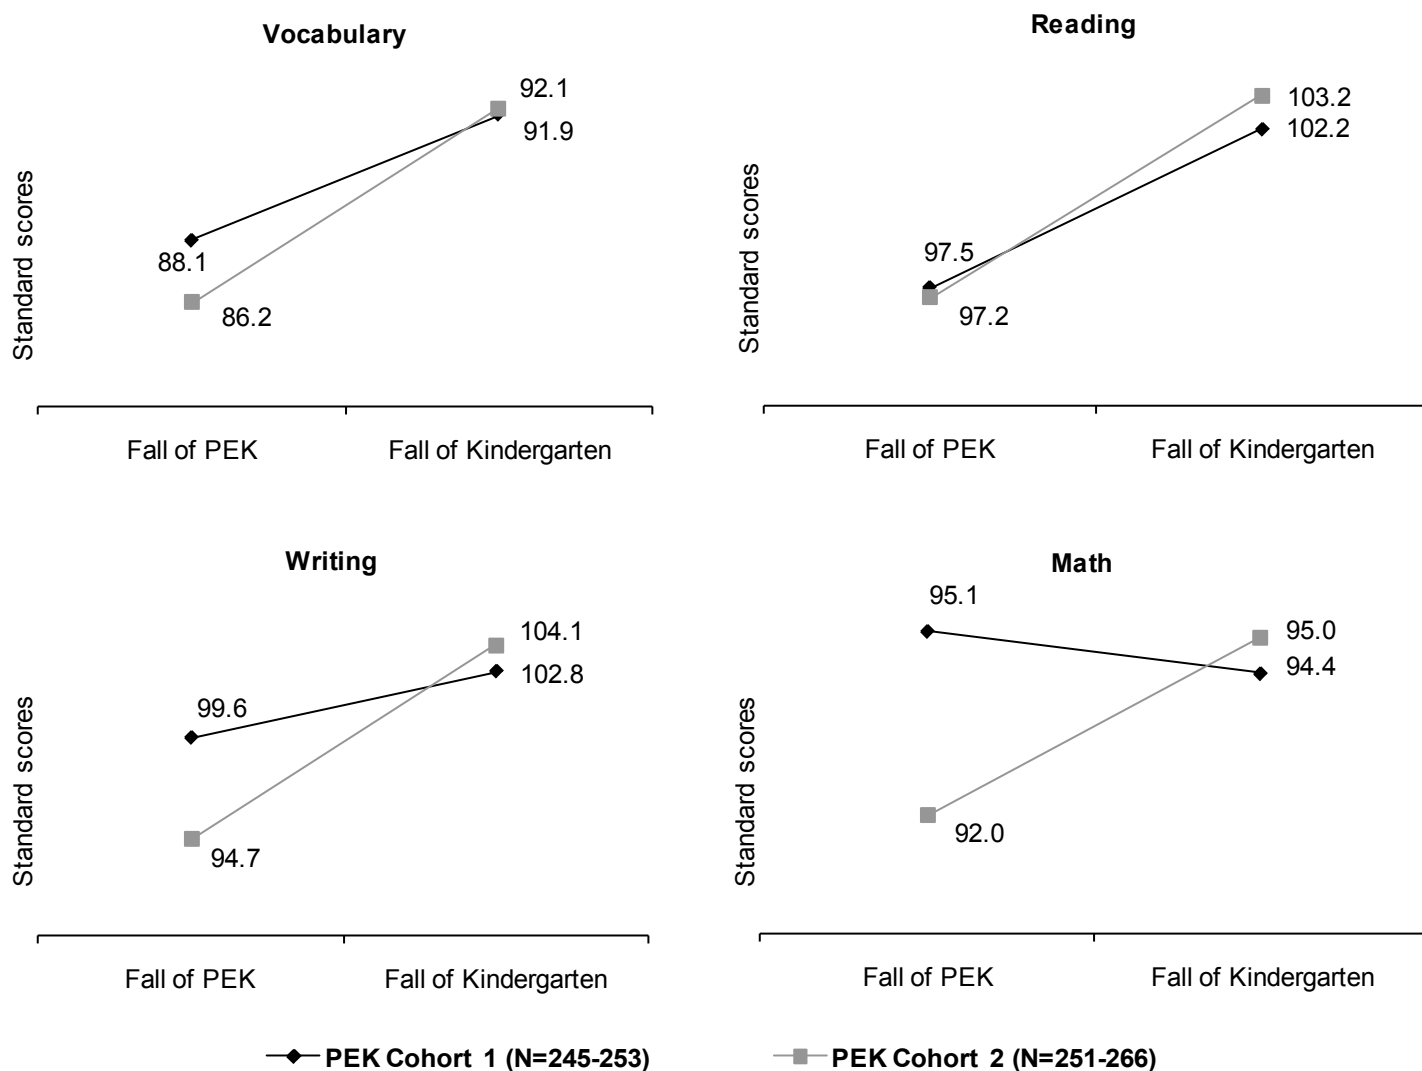 Vocabulary
92.1
91.9
88.1
86.2
Standard scores
Fall of PEK
Fall of Kindergarten
Reading
103.2
102.2
97.5
97.2
Standard scores
Fall of PEK
Fall of Kindergarten
Writing
104.1
102.8
99.6
94.7
Standard scores
Fall of PEK
Fall of Kindergarten
Math
95.1
95.0
94.4
92.0
Standard scores
Fall of PEK
Fall of Kindergarten
PEK Cohort 1 (N=245-253)
PEK Cohort 2 (N=251-266)